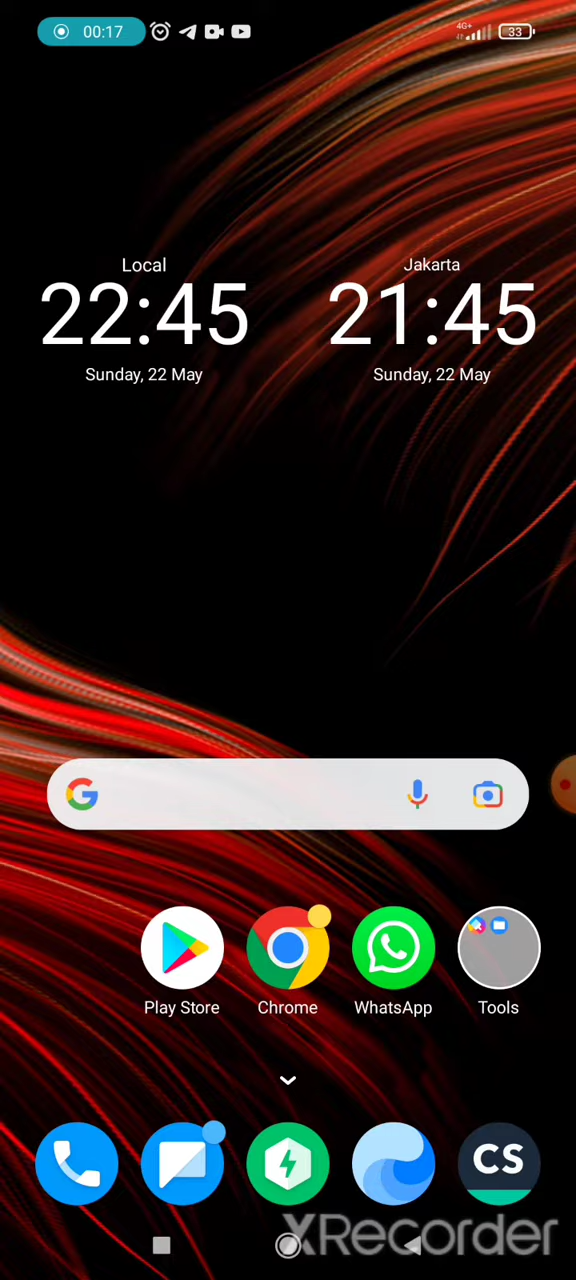 00:17
4G+
33
Local
22:45
Sunday, 22 May
Jakarta
21:45
Sunday, 22 May
Play Store
Chrome
WhatsApp
Tools
CS
XRecorder